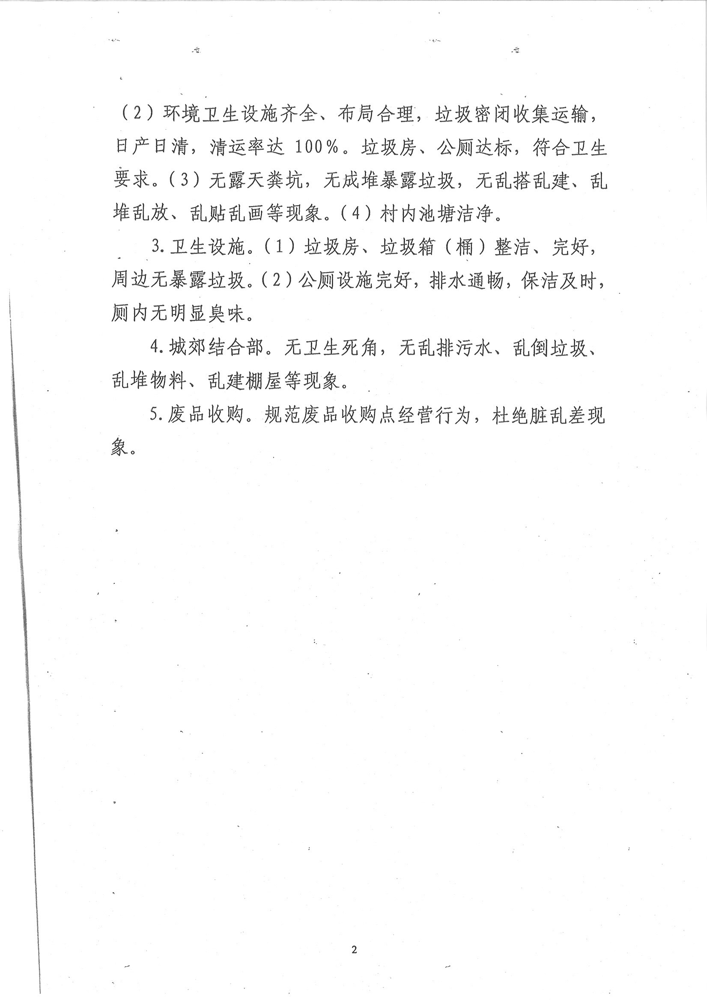 （2）环境卫生设施齐全、布局合理，垃圾密闭收集运输，
日产日清，清运率达 100%。垃圾房、公厕达标，符合卫生
要求。（3）无露天粪坑，无成堆暴露垃圾，无乱搭乱建、乱
堆乱放、乱贴乱画等现象。（4）村内池塘洁净。
3.卫生设施。（1）垃圾房、垃圾箱（桶）整洁、完好，
周边无暴露垃圾。（2）公厕设施完好，排水通畅，保洁及时，
厕内无明显臭味。
4.城郊结合部。无卫生死角，无乱排污水、乱倒垃圾、
乱堆物料、乱建棚屋等现象。
5.废品收购。规范废品收购点经营行为，杜绝脏乱差现
象。
2